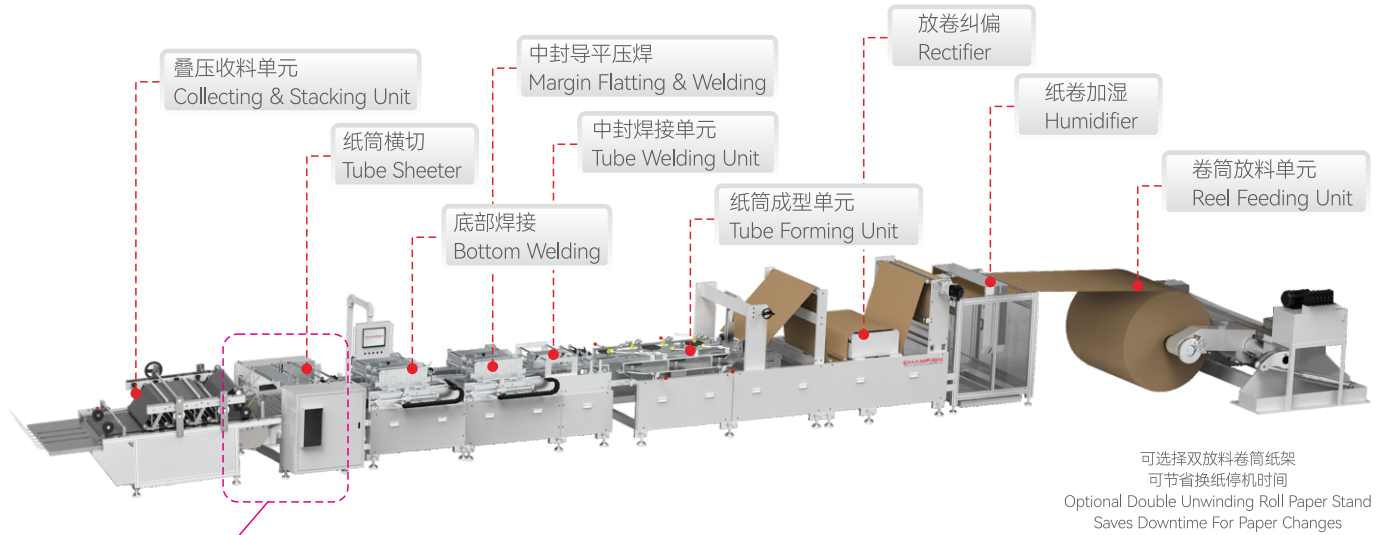 放卷纠偏
Rectifier
中封导平压焊
Margin Flatting & Welding
叠压收料单元
Collecting & Stacking Unit
纸卷加湿
Humidifier
中封焊接单元
Tube Welding Unit
纸筒横切
Tube Sheeter
卷筒放料单元
Reel Feeding Unit
纸筒成型单元
Tube Forming Unit
底部焊接
Bottom Welding
CHAMPION
可选择双放料卷筒纸架
可节省换纸停机时间
Optional Double Unwinding Roll Paper Stand
Saves Downtime For Paper Changes